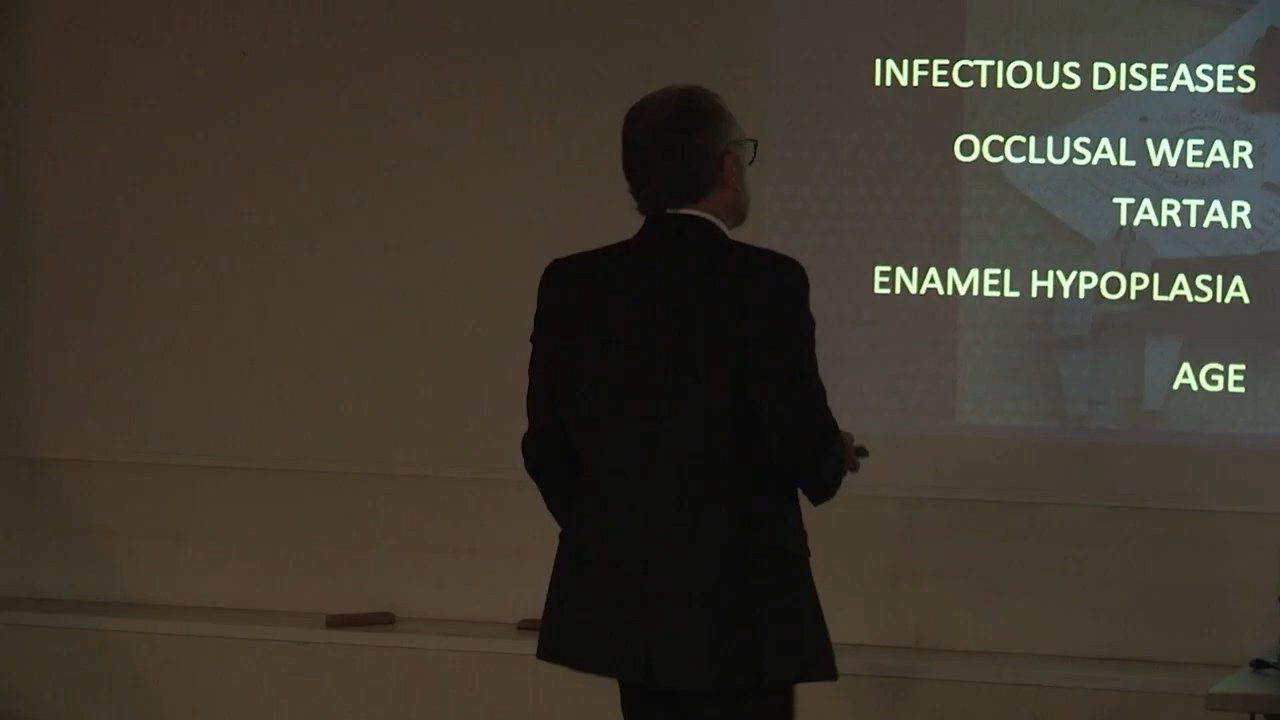 INFECTIOUS DISEASES
OCCLUSAL WEAR
TARTAR
ENAMEL HYPOPLASIA
AGE